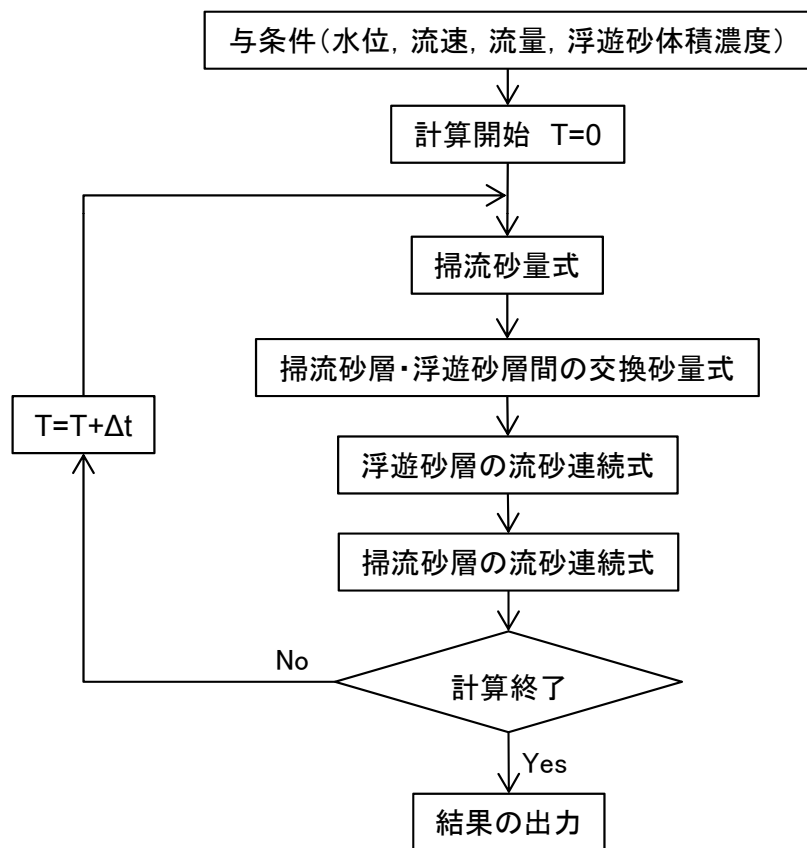 与条件(水位, 流速, 流量, 浮遊砂体積濃度)
計算開始 T=0
掃流砂量式
掃流砂層・浮遊砂層間の交換砂量式
T=T+Δt
浮遊砂層の流砂連続式
掃流砂層の流砂連続式
No
計算終了
Yes
結果の出力